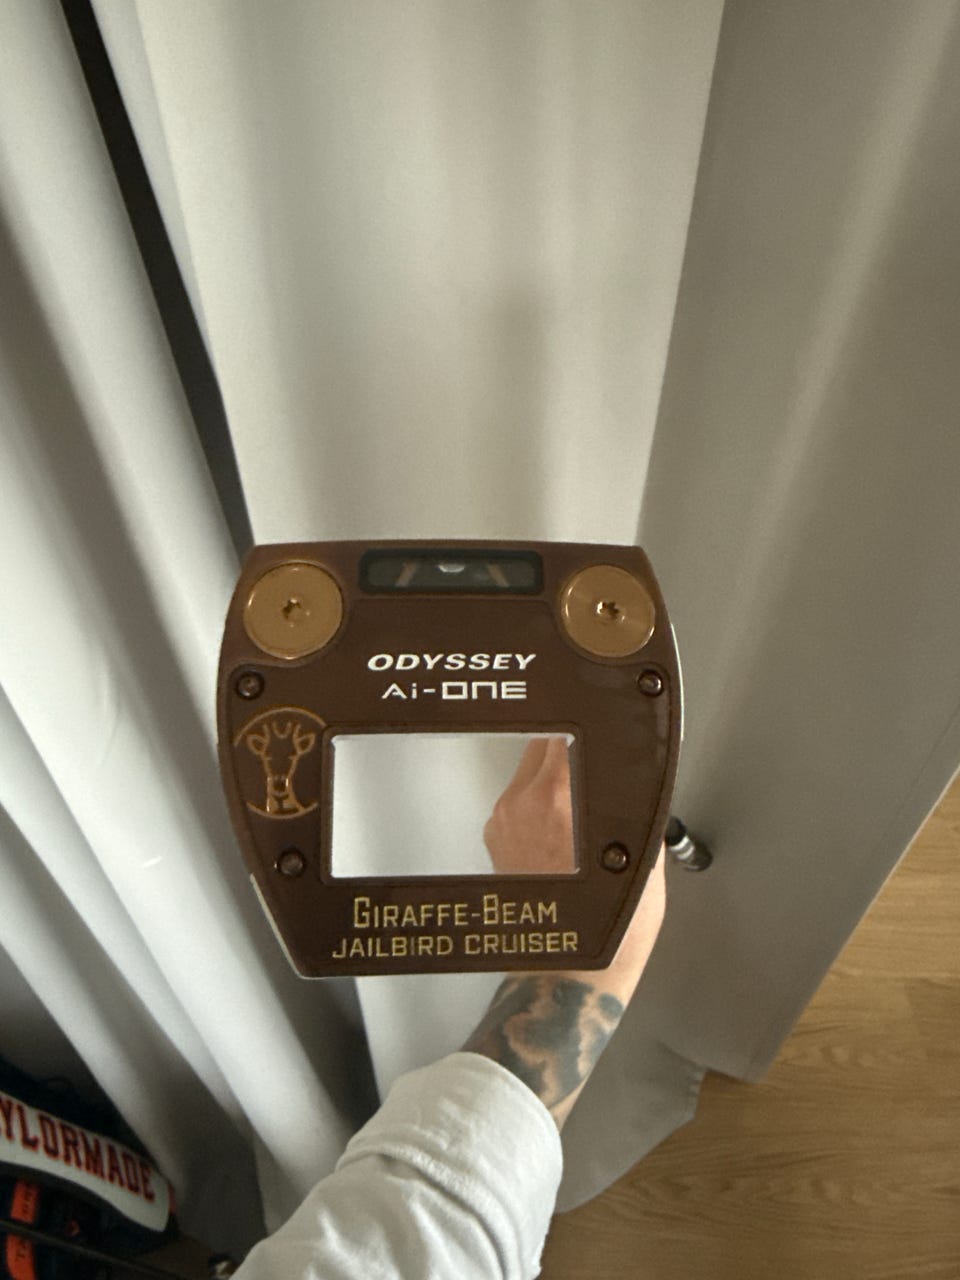 ODYSSEY
Ai-ONE
GIRAFFE-BEAM
JAILBIRD CRUISER
YLORMADE